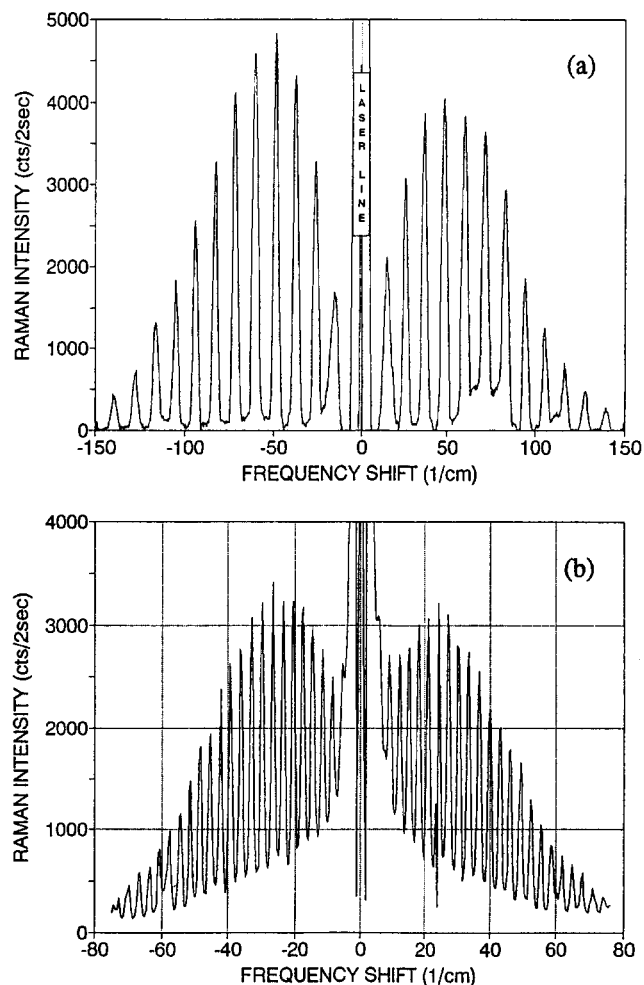 5000
4000
3000
2000
1000
0
RAMAN INTENSITY (cts/2sec)
(a)
LASER LINE
-150 -100 -50 0 50 100 150
FREQUENCY SHIFT (1/cm)
4000
3000
2000
1000
0
RAMAN INTENSITY (cts/2sec)
(b)
-80 -60 -40 -20 0 20 40 60 80
FREQUENCY SHIFT (1/cm)